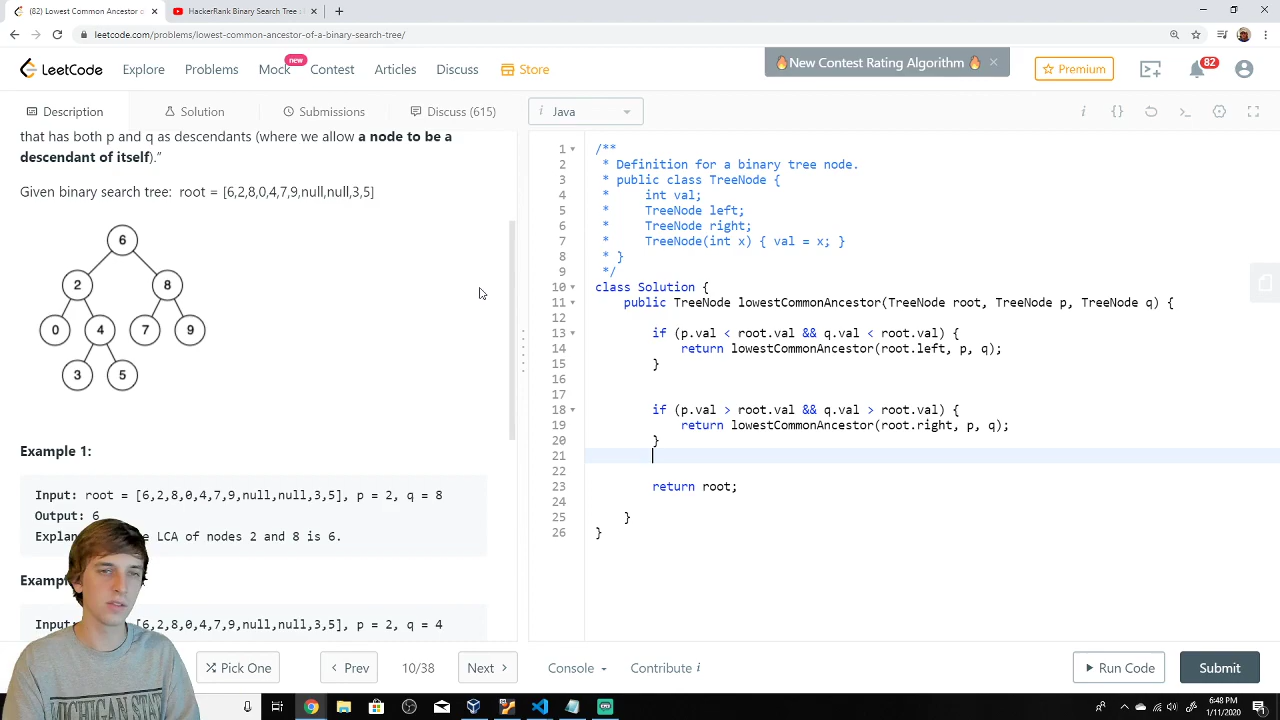 (82) Lowest Common Ancestor o
HackerRank Binary Search Tree :
leetcode.com/problems/lowest-common-ancestor-of-a-binary-search-tree/
LeetCode
Explore
Problems
Mock
new
Articles
Discuss
Store
New Contest Rating Algorithm
Premium
82
Description
Solution
Submissions
Discuss (615)
i Java
that has both p and q as descendants (where we allow a node to be a
descendant of itself).”
Given binary search tree: root = [6,2,8,0,4,7,9,null,null,3,5]
6
2 8
0 4 7 9
3 5
Example 1:
Input: root = [6,2,8,0,4,7,9,null,null,3,5], p = 2, q = 8
Output: 6
LCA of nodes 2 and 8 is 6.
[6,2,8,0,4,7,9,null,null,3,5], p = 2, q = 4
1 /**
2 * Definition for a binary tree node.
3 * public class TreeNode {
4 * int val;
5 * TreeNode left;
6 * TreeNode right;
7 * TreeNode(int x) { val = x; }
8 * }
9 */
10 class Solution {
11 public TreeNode lowestCommonAncestor(TreeNode root, TreeNode p, TreeNode q) {
12
13 if (p.val < root.val && q.val < root.val) {
14 return lowestCommonAncestor(root.left, p, q);
15 }
16
17
18 if (p.val > root.val && q.val > root.val) {
19 return lowestCommonAncestor(root.right, p, q);
20 }
21
22
23 return root;
24
25 }
26 }
Pick One
Prev
10/38
Next
Console
Contribute i
Run Code
Submit
MICHIGAN STA
6:48 PM
1/11/2020